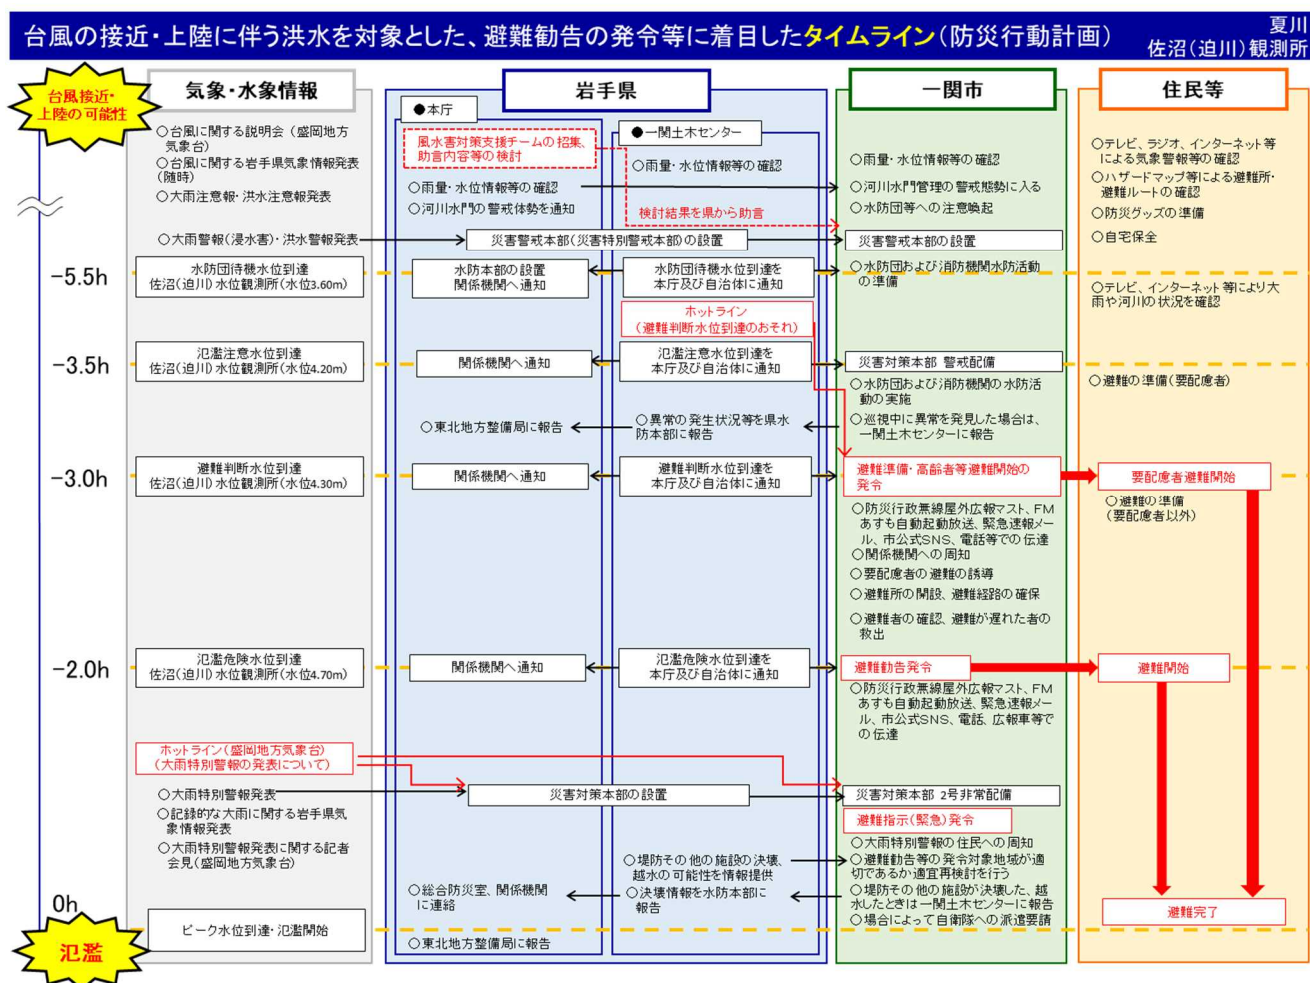 台風の接近・上陸に伴う洪水を対象とした、避難勧告の発令等に着目したタイムライン(防災行動計画)
夏川
佐沼(迫川)観測所
台風接近・
上陸の可能性
-5.5h
-3.5h
-3.0h
-2.0h
0h
氾濫
気象・水象情報
○台風に関する説明会(盛岡地方
気象台)
○台風に関する岩手県気象情報発表
(随時)
○大雨注意報・洪水注意報発表
○大雨警報(浸水害)・洪水警報発表
水防団待機水位到達
佐沼(迫川)水位観測所(水位3.60m)
氾濫注意水位到達
佐沼(迫川)水位観測所(水位4.20m)
避難判断水位到達
佐沼(迫川)水位観測所(水位4.30m)
氾濫危険水位到達
佐沼(迫川)水位観測所(水位4.70m)
ホットライン(盛岡地方気象台)
(大雨特別警報の発表について)
○大雨特別警報発表
○記録的な大雨に関する岩手県気
象情報発表
○大雨特別警報発表に関する記者
会見(盛岡地方気象台)
ピーク水位到達・氾濫開始
岩手県
●本庁
風水害対策支援チームの招集、
助言内容等の検討
○雨量・水位情報等の確認
○河川水門の警戒体勢を通知
検討結果を県から助言
災害警戒本部(災害特別警戒本部)の設置
水防本部の設置
関係機関へ通知
関係機関へ通知
○東北地方整備局に報告
関係機関へ通知
関係機関へ通知
災害対策本部の設置
○総合防災室、関係機関
に連絡
○東北地方整備局に報告
●一関土木センター
○雨量・水位情報等の確認
水防団待機水位到達を
本庁及び自治体に通知
ホットライン
(避難判断水位到達のおそれ)
氾濫注意水位到達を
本庁及び自治体に通知
○異常の発生状況等を県水
防本部に報告
避難判断水位到達を
本庁及び自治体に通知
氾濫危険水位到達を
本庁及び自治体に通知
○堤防その他の施設の決壊、
越水の可能性を情報提供
○決壊情報を水防本部に
報告
一関市
○雨量・水位情報等の確認
○河川水門管理の警戒態勢に入る
○水防団等への注意喚起
災害警戒本部の設置
○水防団および消防機関水防活動
の準備
災害対策本部 警戒配備
○水防団および消防機関の水防活
動の実施
○巡視中に異常を発見した場合は、
一関土木センターに報告
避難準備・高齢者等避難開始の
発令
○防災行政無線屋外広報マスト、FM
あすも自動起動放送、緊急速報メー
ル、市公式SNS、電話等での伝達
○関係機関への周知
○要配慮者の避難の誘導
○避難所の開設、避難経路の確保
○避難者の確認、避難が遅れた者の
救出
避難勧告発令
○防災行政無線屋外広報マスト、FM
あすも自動起動放送、緊急速報メー
ル、市公式SNS、電話、広報車等で
の伝達
災害対策本部 2号非常配備
避難指示(緊急)発令
○大雨特別警報の住民への周知
○避難勧告等の発令対象地域が適
切であるか適宜再検討を行う
○堤防その他の施設が決壊した、越
水したときは一関土木センターに報告
○場合によって自衛隊への派遣要請
住民等
○テレビ、ラジオ、インターネット等
による気象警報等の確認
○ハザードマップ等による避難所・
避難ルートの確認
○防災グッズの準備
○自宅保全
○テレビ、インターネット等により大
雨や河川の状況を確認
○避難の準備(要配慮者)
要配慮者避難開始
○避難の準備
(要配慮者以外)
避難開始
避難完了